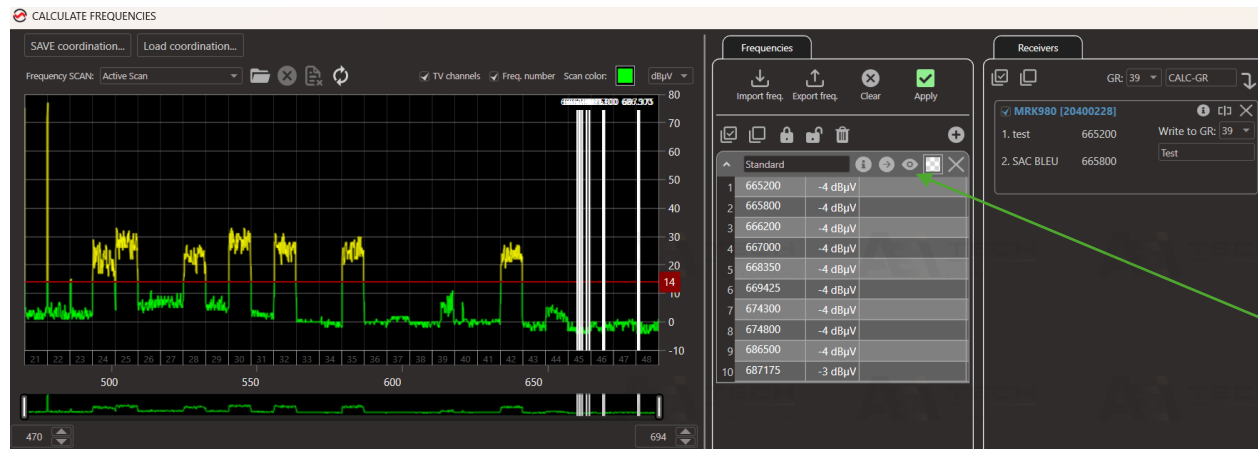 CALCULATE FREQUENCIES
SAVE coordination... Load coordination...
Frequency SCAN: Active Scan
TV channels Freq. number Scan color: dBµV
80
70
60
50
40
30
20
14
10
0
-10
21 22 23 24 25 26 27 28 29 30 31 32 33 34 35 36 37 38 39 40 41 42 43 44 45 46 47 48
500 550 600 650
470 694
Frequencies
Import freq. Export freq. Clear Apply
Standard
1 665200 -4 dBµV
2 665800 -4 dBµV
3 666200 -4 dBµV
4 667000 -4 dBµV
5 668350 -4 dBµV
6 669425 -4 dBµV
7 674300 -4 dBµV
8 674800 -4 dBµV
9 686500 -4 dBµV
10 687175 -3 dBµV
Receivers
GR: 39 CALC-GR
MRK980 [20400228]
1. test 665200 Write to GR: 39
Test
2. SAC BLEU 665800